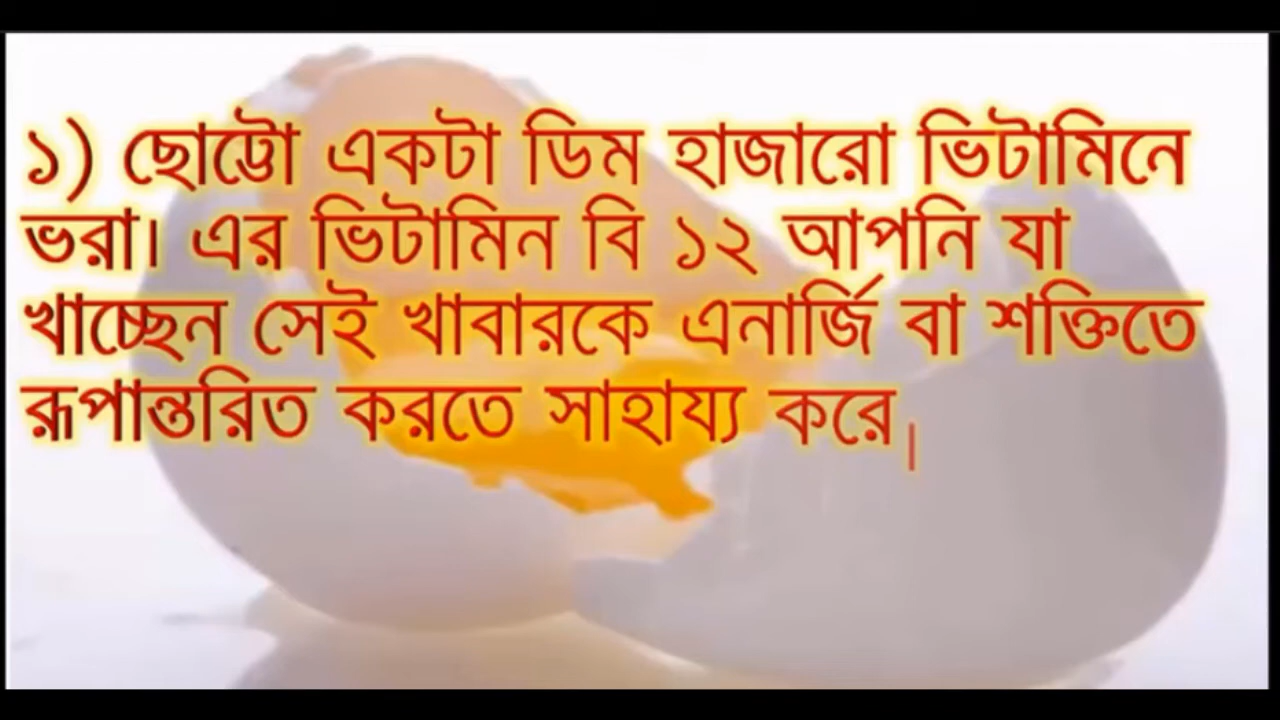 ১) ছোট্টো একটা ডিম হাজারো ভিটামিনে
ভরা। এর ভিটামিন বি ১২ আপনি যা
খাচ্ছেন সেই খাবারকে এনার্জি বা শক্তিতে
রূপান্তরিত করতে সাহায্য করে।